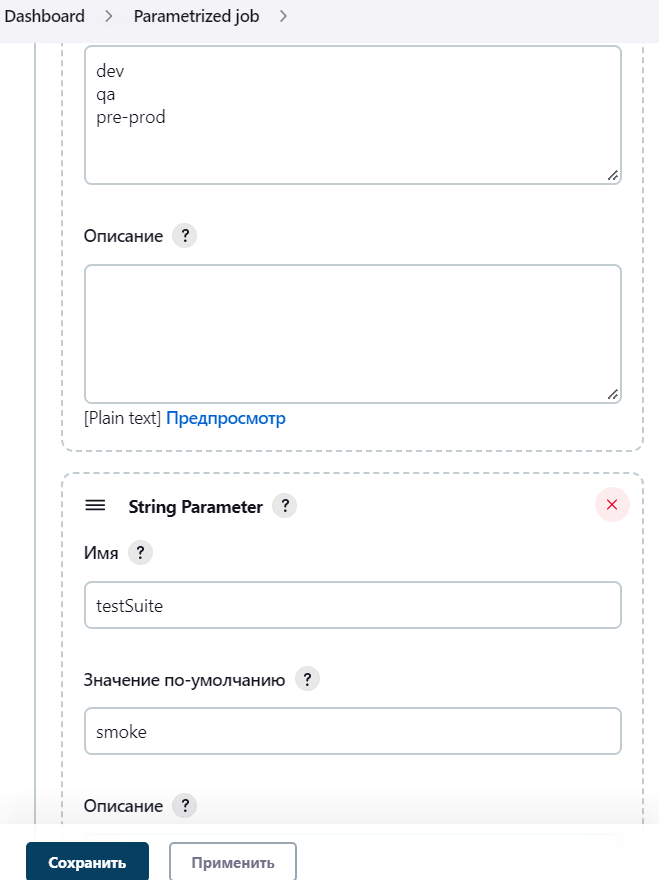 Dashboard > Parametrized job >
dev
qa
pre-prod
Описание ?
[Plain text] Предпросмотр
String Parameter ?
Имя ?
testSuite
Значение по-умолчанию ?
smoke
Описание ?
Сохранить Применить